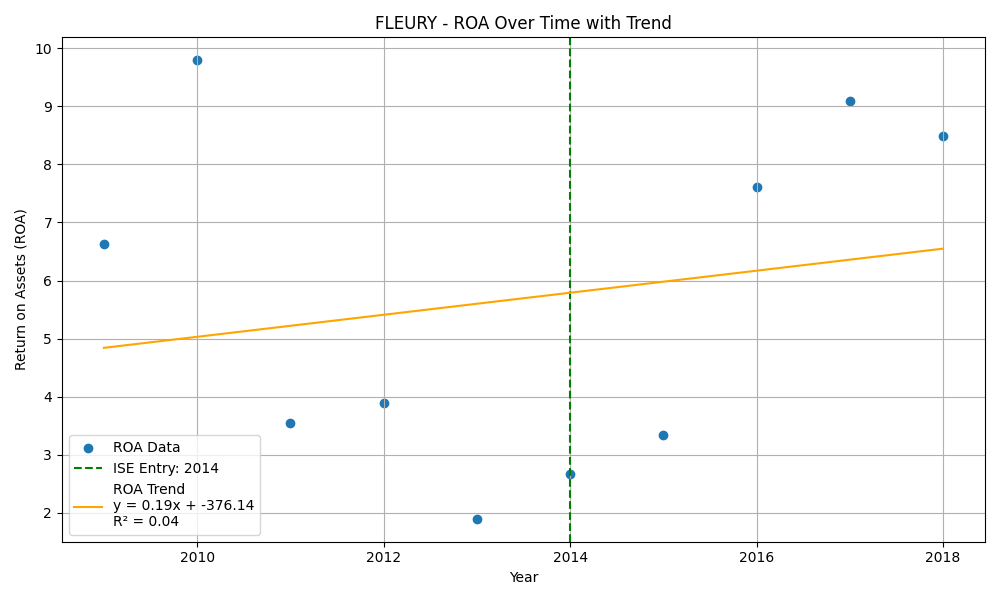 FLEURY - ROA Over Time with Trend
Return on Assets (ROA)
10
9
8
7
6
5
4
3
2
ROA Data
ISE Entry: 2014
ROA Trend
y = 0.19x + -376.14
R² = 0.04
2010
2012
2014
2016
2018
Year